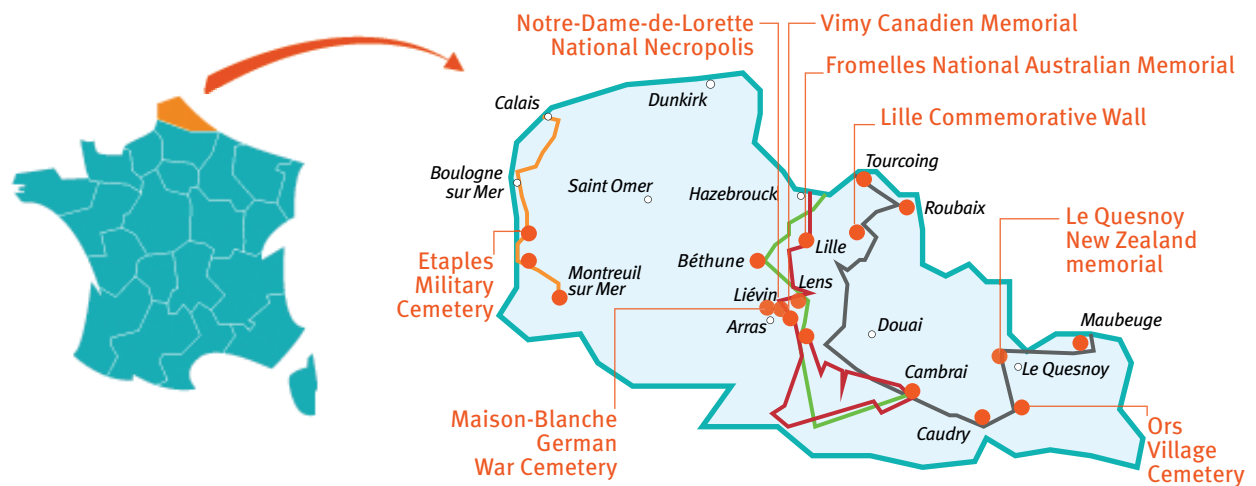 Notre-Dame-de-Lorette
National Necropolis
Vimy Canadien Memorial
Fromelles National Australian Memorial
Lille Commemorative Wall
Calais
Dunkirk
Tourcoing
Boulogne
sur Mer
Saint Omer
Hazebrouck
Roubaix
Le Quesnoy
New Zealand
memorial
Lille
Etaples
Military
Cemetery
Béthune
Montreuil
sur Mer
Liévin
Lens
Arras
Douai
Maubeuge
Le Quesnoy
Cambrai
Maison-Blanche
German
War Cemetery
Caudry
Ors
Village
Cemetery